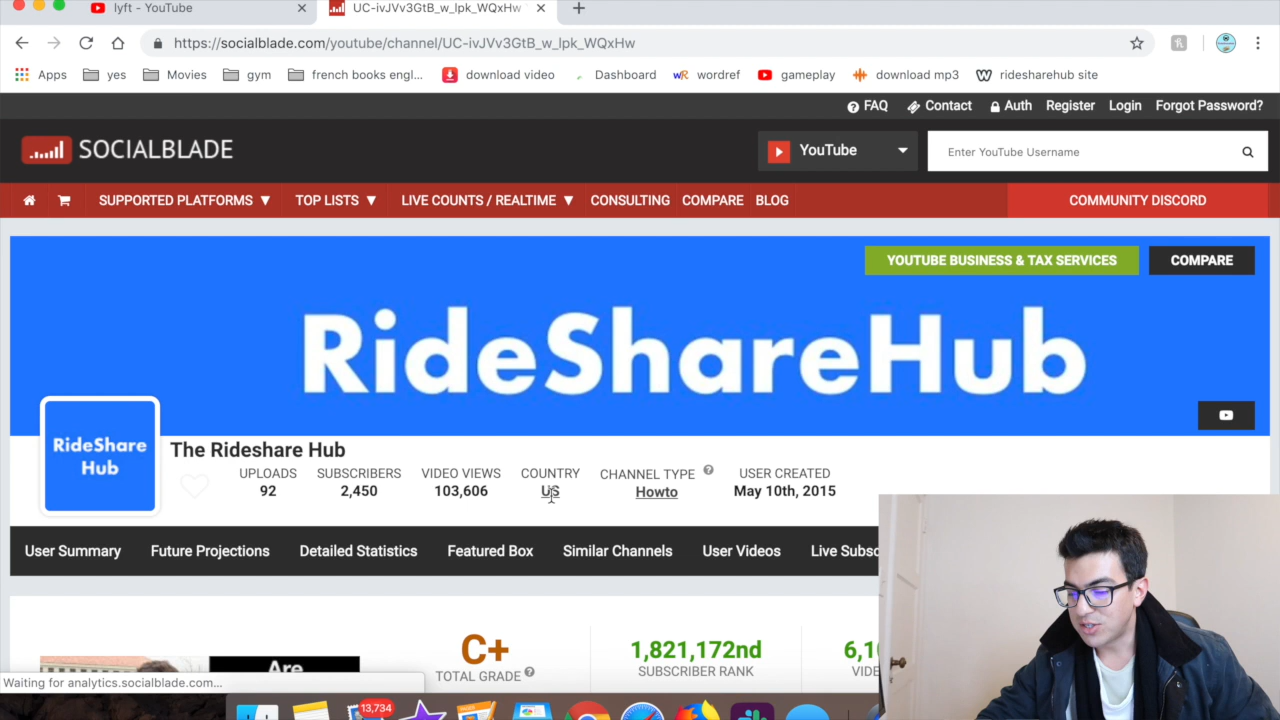 lyft - YouTube
UC-ivJVv3GtB_w_lpk_WQxHw
https://socialblade.com/youtube/channel/UC-ivJVv3GtB_w_lpk_WQxHw
Apps yes Movies gym french books engl... download video Dashboard wordref gameplay download mp3 ridesharehub site
FAQ Contact Auth Register Login Forgot Password?
SOCIALBLADE YouTube Enter YouTube Username
SUPPORTED PLATFORMS TOP LISTS LIVE COUNTS / REALTIME CONSULTING COMPARE BLOG COMMUNITY DISCORD
YOUTUBE BUSINESS & TAX SERVICES COMPARE
RideShareHub
RideShare
Hub
The Rideshare Hub
UPLOADS SUBSCRIBERS VIDEO VIEWS COUNTRY CHANNEL TYPE USER CREATED
92 2,450 103,606 US Howto May 10th, 2015
User Summary Future Projections Detailed Statistics Featured Box Similar Channels User Videos Live
C+ 1,821,172nd
TOTAL GRADE SUBSCRIBER RANK
Are
Waiting for analytics.socialblade.com...
13,734